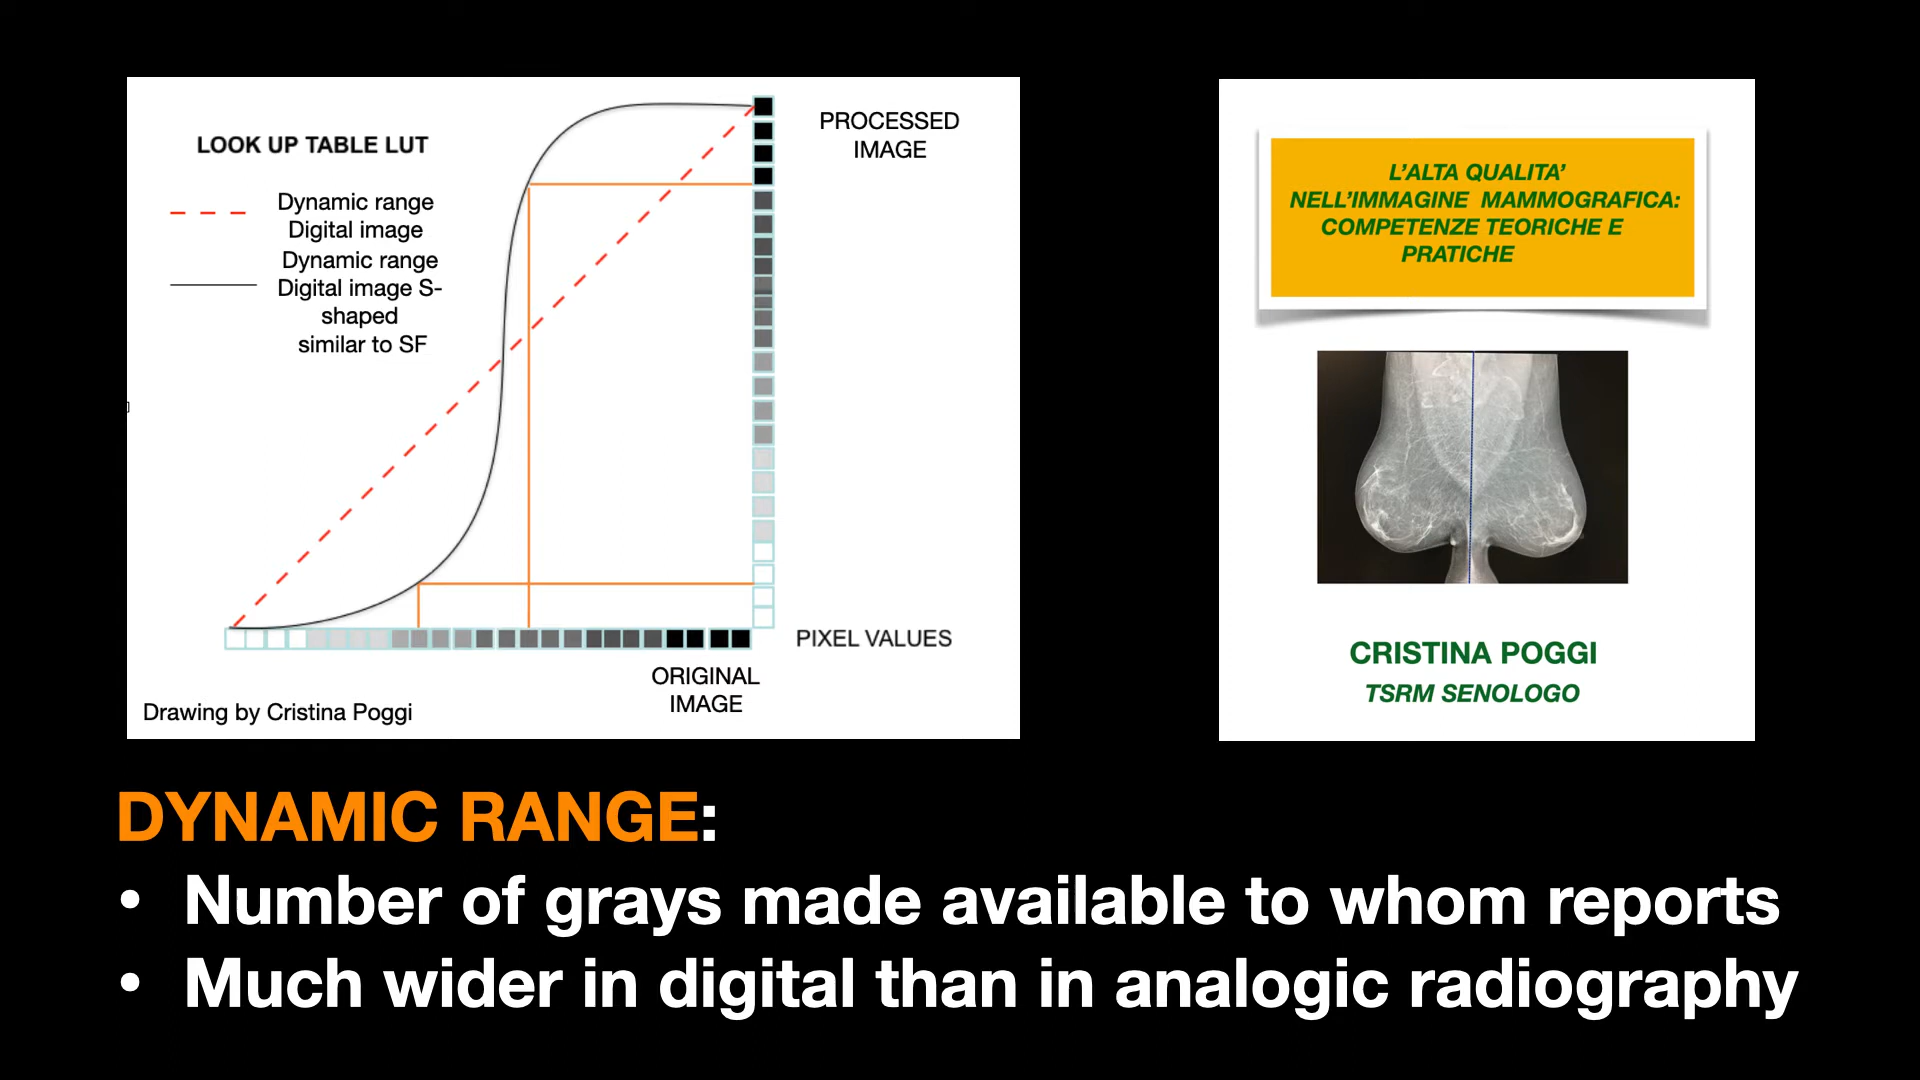 LOOK UP TABLE LUT
Dynamic range
Digital image
Dynamic range
Digital image S-
shaped
similar to SF
PROCESSED
IMAGE
PIXEL VALUES
ORIGINAL
IMAGE
Drawing by Cristina Poggi
L’ALTA QUALITA’
NELL’IMMAGINE MAMMOGRAFICA:
COMPETENZE TEORICHE E
PRATICHE
CRISTINA POGGI
TSRM SENOLOGO
DYNAMIC RANGE:
• Number of grays made available to whom reports
• Much wider in digital than in analogic radiography